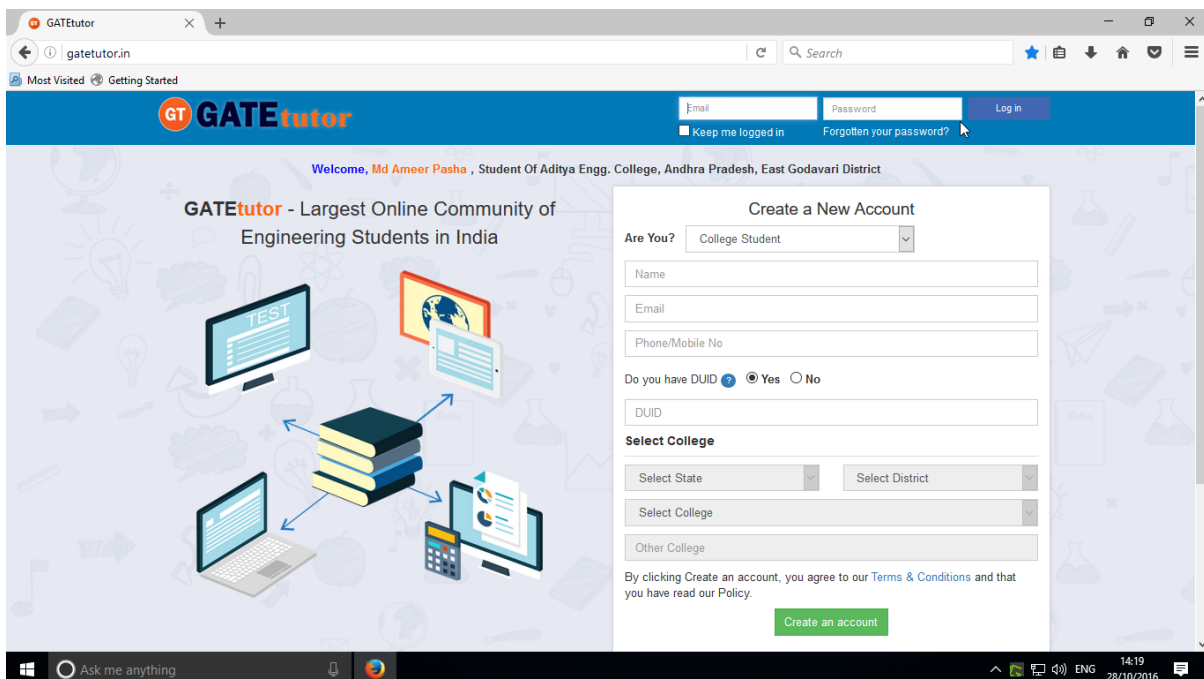 GT GATEtutor
gatetutor.in
Search
Most Visited Getting Started
GT GATEtutor
Email
Password
Log in
Keep me logged in
Forgotten your password?
Welcome, Md Ameer Pasha , Student Of Aditya Engg. College, Andhra Pradesh, East Godavari District
GATEtutor - Largest Online Community of
Engineering Students in India
TEST
Create a New Account
Are You? College Student
Name
Email
Phone/Mobile No
Do you have DUID ? Yes No
DUID
Select College
Select State Select District
Select College
Other College
By clicking Create an account, you agree to our Terms & Conditions and that
you have read our Policy.
Create an account
Ask me anything
ENG
14:19
28/10/2016